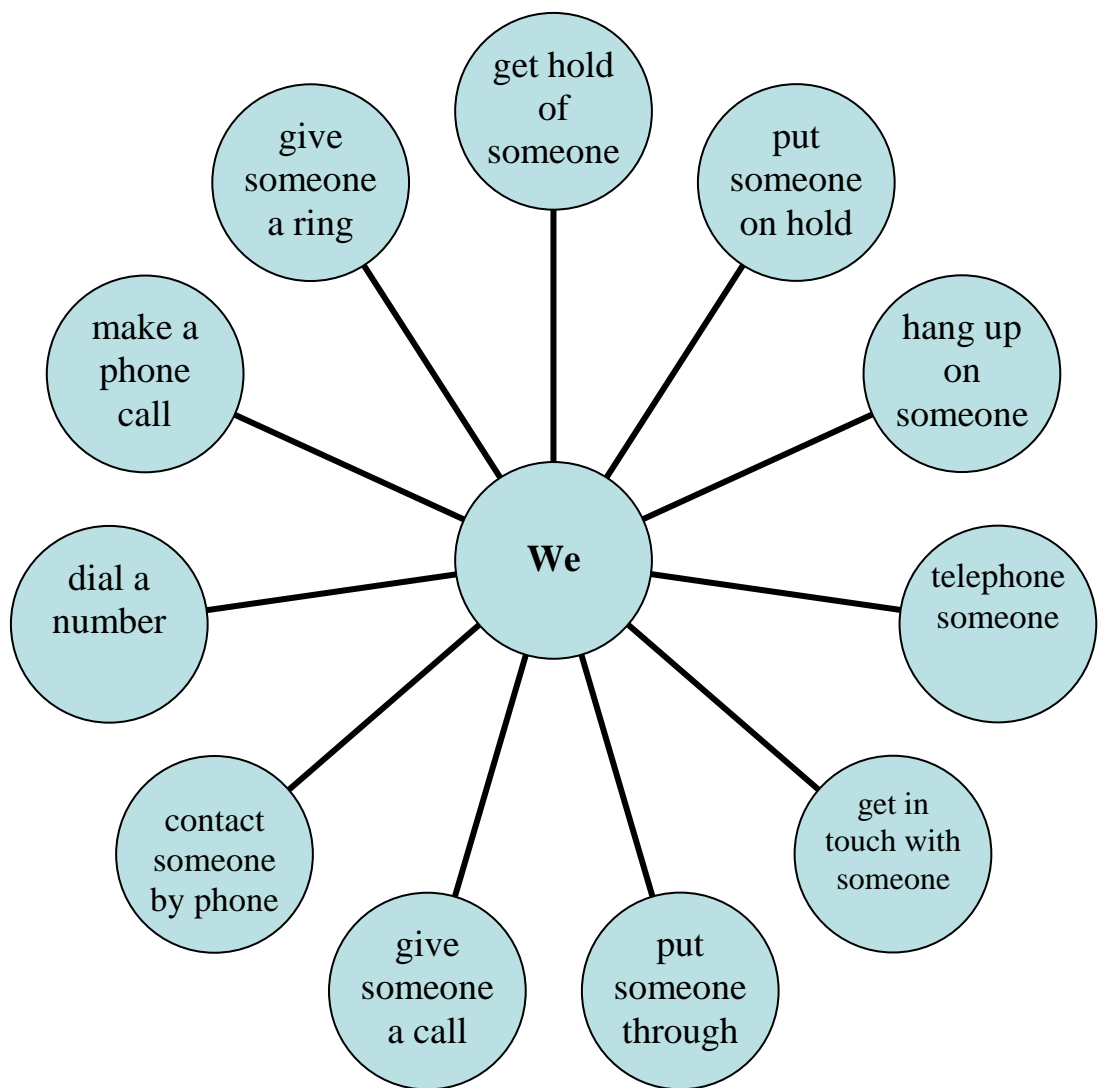 get hold
of
someone
put
someone
on hold
hang up
on
someone
telephone
someone
get in
touch with
someone
put
someone
through
give
someone
a call
contact
someone
by phone
dial a
number
make a
phone
call
give
someone
a ring
We